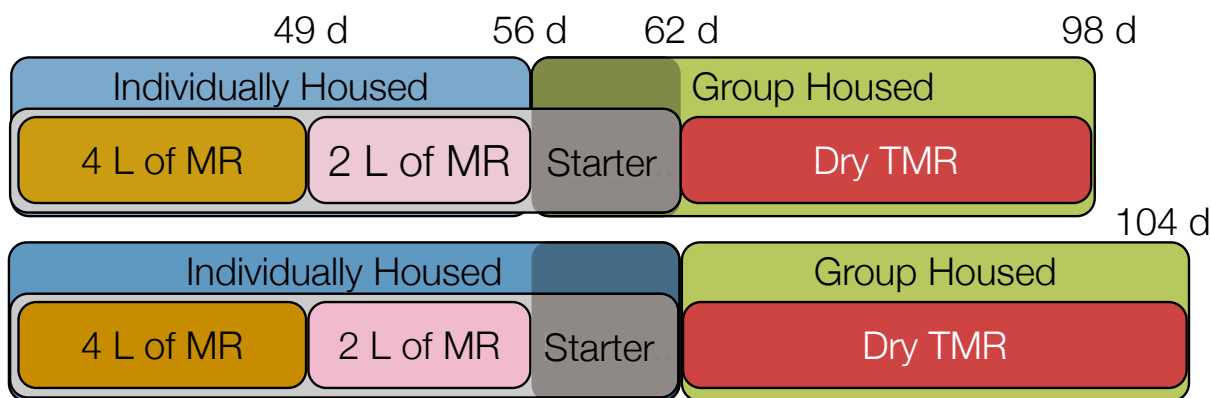 49 d 56 d 62 d 98 d
Individually Housed Group Housed
4 L of MR 2 L of MR Starter... Dry TMR
104 d
Individually Housed Group Housed
4 L of MR 2 L of MR Starter... Dry TMR